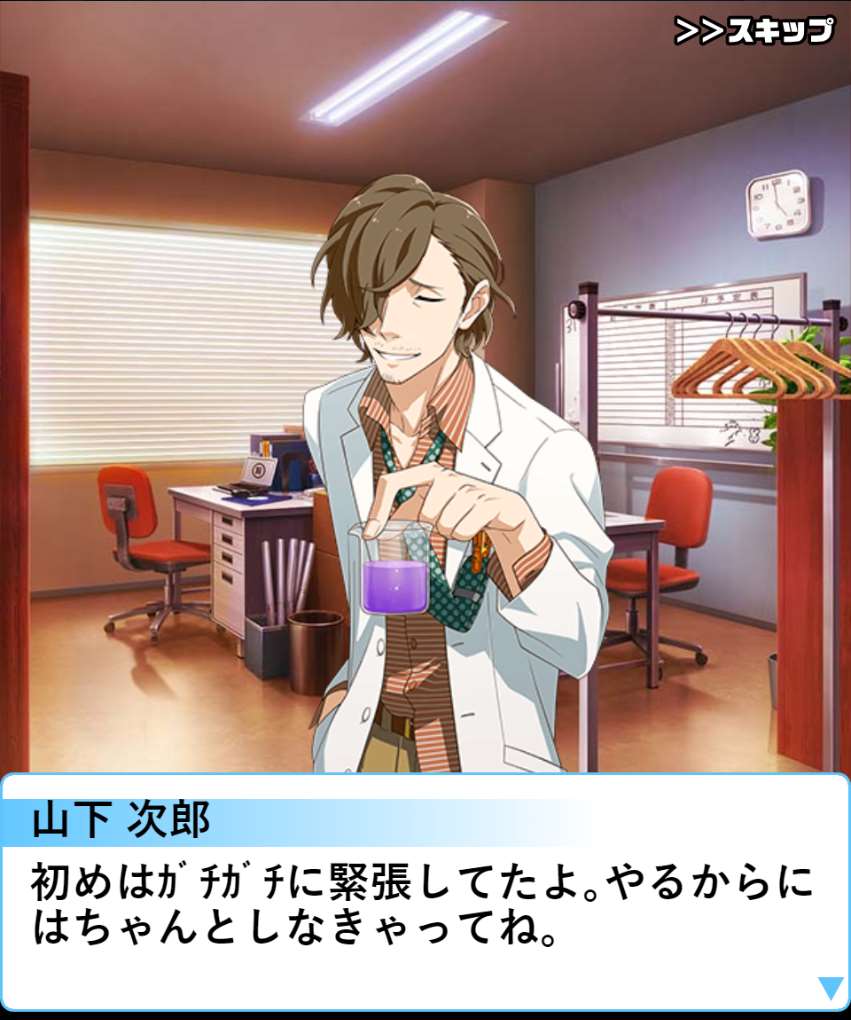 >>スキップ
山下 次郎
初めはｶﾞﾁｶﾞﾁに緊張してたよ｡やるからに
はちゃんとしなきゃってね｡